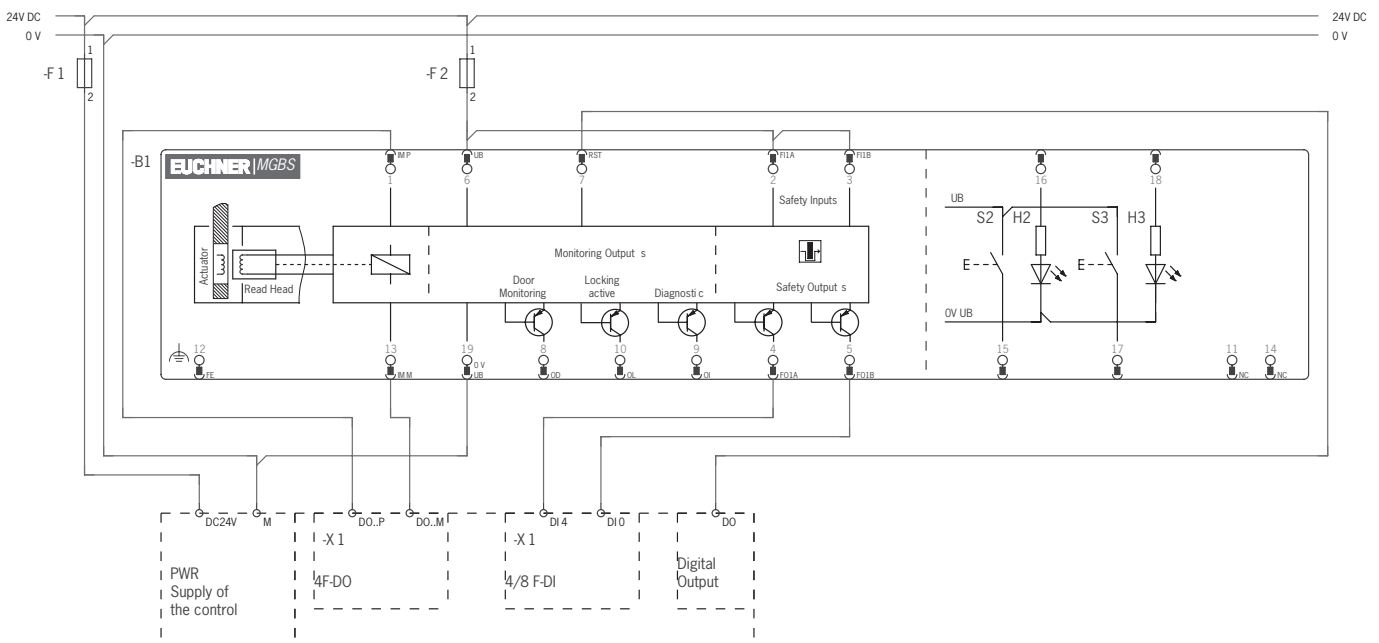 24V DC
24V DC
0 V
0 V
1
1
-F 1
-F 2
2
2
-B1
EUCHNER MGBS
IMP
UB
RST
FI1A
FI1B
1
6
7
2
3
16
18
Safety Inputs
UB
S2
H2
S3
H3
Actuator
Read Head
Monitoring Output s
Door
Monitoring
Locking
active
Diagnosti c
Safety Output s
E
E
0V UB
12
13
19
8
10
9
4
5
15
17
11
14
FE
IMM
0 V
UB
OD
OL
OI
FO1A
FO1B
NC
NC
DC24V
M
DO..P
DO..M
DI 4
DI 0
DO
-X 1
-X 1
PWR
Supply of
the control
4F-DO
4/8 F-DI
Digital
Output